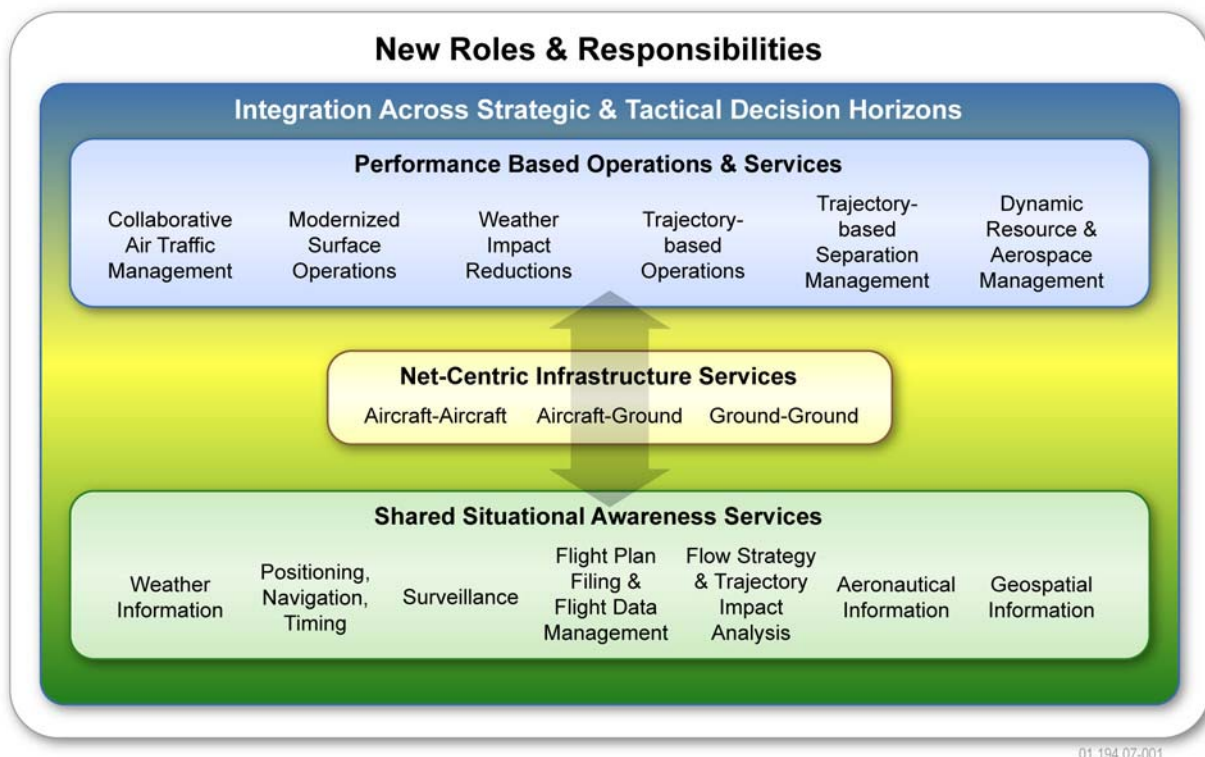 New Roles & Responsibilities
Integration Across Strategic & Tactical Decision Horizons
Performance Based Operations & Services
Collaborative
Air Traffic
Management
Modernized
Surface
Operations
Weather
Impact
Reductions
Trajectory-
based
Operations
Trajectory-
based
Separation
Management
Dynamic
Resource &
Aerospace
Management
Net-Centric Infrastructure Services
Aircraft-Aircraft
Aircraft-Ground
Ground-Ground
Shared Situational Awareness Services
Weather
Information
Positioning,
Navigation,
Timing
Surveillance
Flight Plan
Filing &
Flight Data
Management
Flow Strategy
& Trajectory
Impact
Analysis
Aeronautical
Information
Geospatial
Information
01.194.07-001